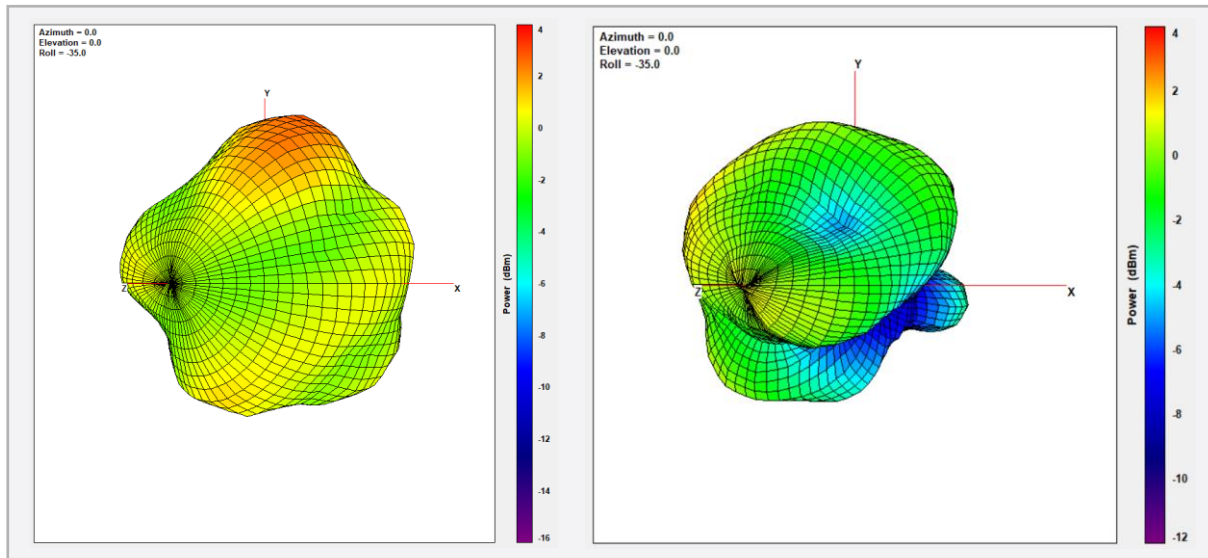 Azimuth = 0.0
Elevation = 0.0
Roll = -35.0
Y
Z
X
4
2
0
-2
-4
-6
-8
-10
-12
-14
-16
Power (dBm)
Azimuth = 0.0
Elevation = 0.0
Roll = -35.0
Y
Z
X
4
2
0
-2
-4
-6
-8
-10
-12
Power (dBm)